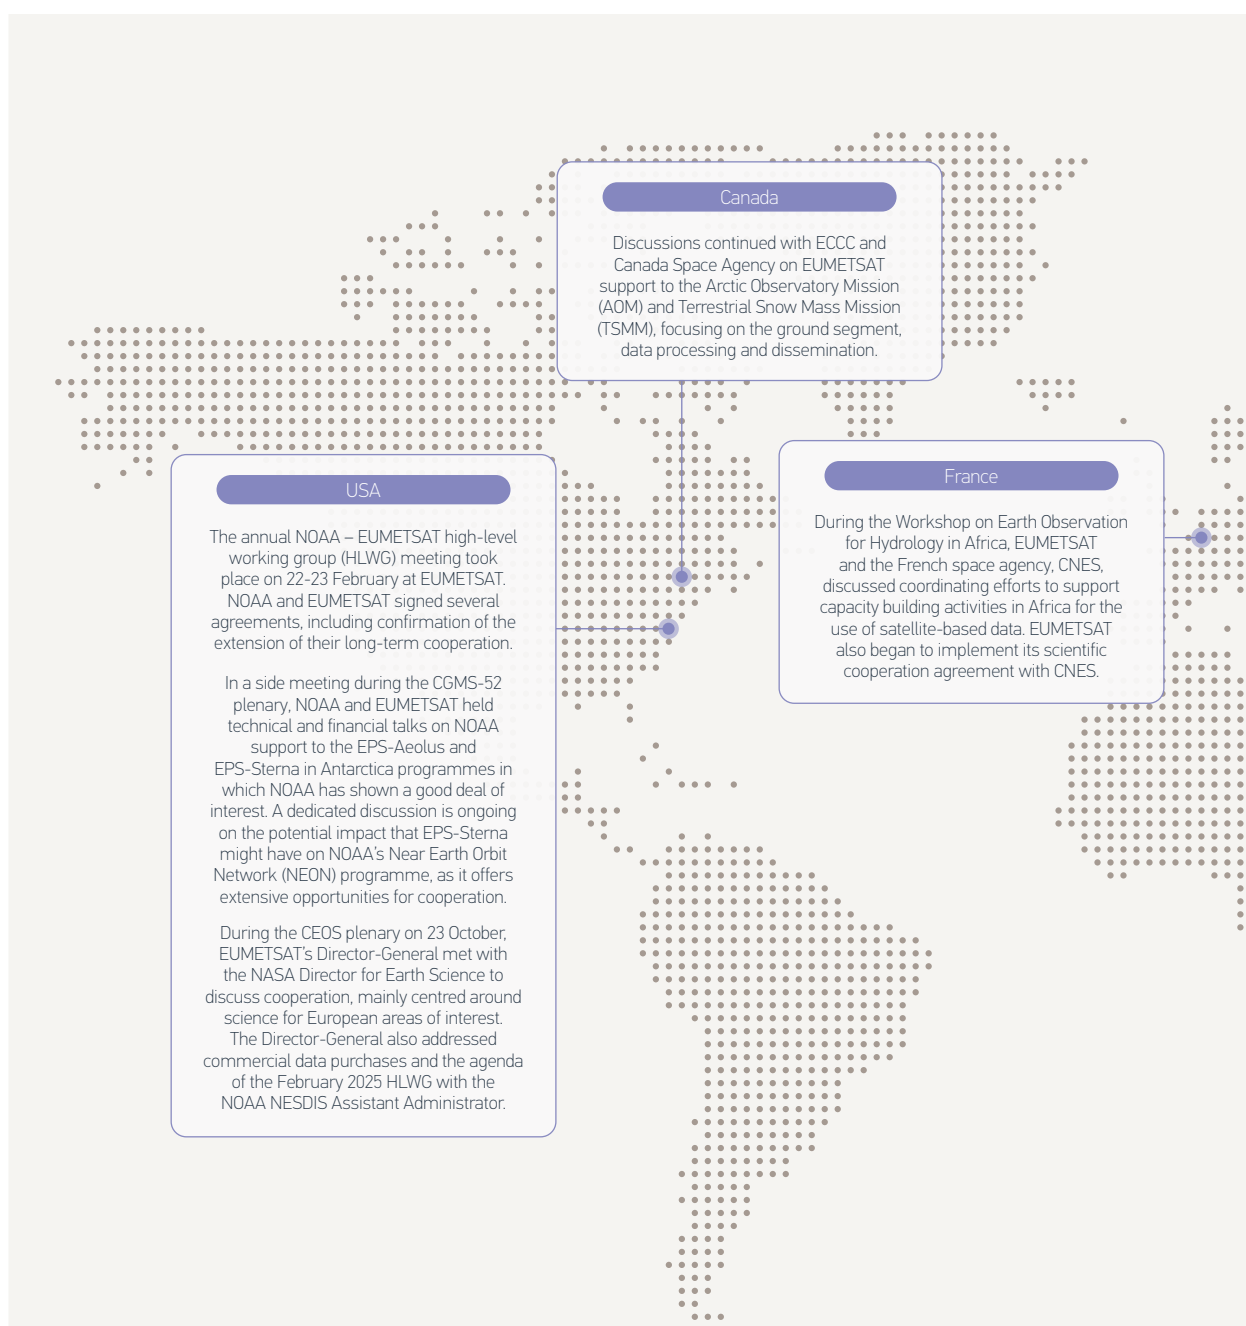 Canada
Discussions continued with ECCC and
Canada Space Agency on EUMETSAT
support to the Arctic Observatory Mission
(AOM) and Terrestrial Snow Mass Mission
(TSMM), focusing on the ground segment,
data processing and dissemination.
USA
The annual NOAA – EUMETSAT high-level
working group (HLWG) meeting took
place on 22-23 February at EUMETSAT.
NOAA and EUMETSAT signed several
agreements, including confirmation of the
extension of their long-term cooperation.
In a side meeting during the CGMS-52
plenary, NOAA and EUMETSAT held
technical and financial talks on NOAA
support to the EPS-Aeolus and
EPS-Sterna in Antarctica programmes in
which NOAA has shown a good deal of
interest. A dedicated discussion is ongoing
on the potential impact that EPS-Sterna
might have on NOAA's Near Earth Orbit
Network (NEON) programme, as it offers
extensive opportunities for cooperation.
During the CEOS plenary on 23 October,
EUMETSAT's Director-General met with
the NASA Director for Earth Science to
discuss cooperation, mainly centred around
science for European areas of interest.
The Director-General also addressed
commercial data purchases and the agenda
of the February 2025 HLWG with the
NOAA NESDIS Assistant Administrator.
France
During the Workshop on Earth Observation
for Hydrology in Africa, EUMETSAT
and the French space agency, CNES,
discussed coordinating efforts to support
capacity building activities in Africa for the
use of satellite-based data. EUMETSAT
also began to implement its scientific
cooperation agreement with CNES.